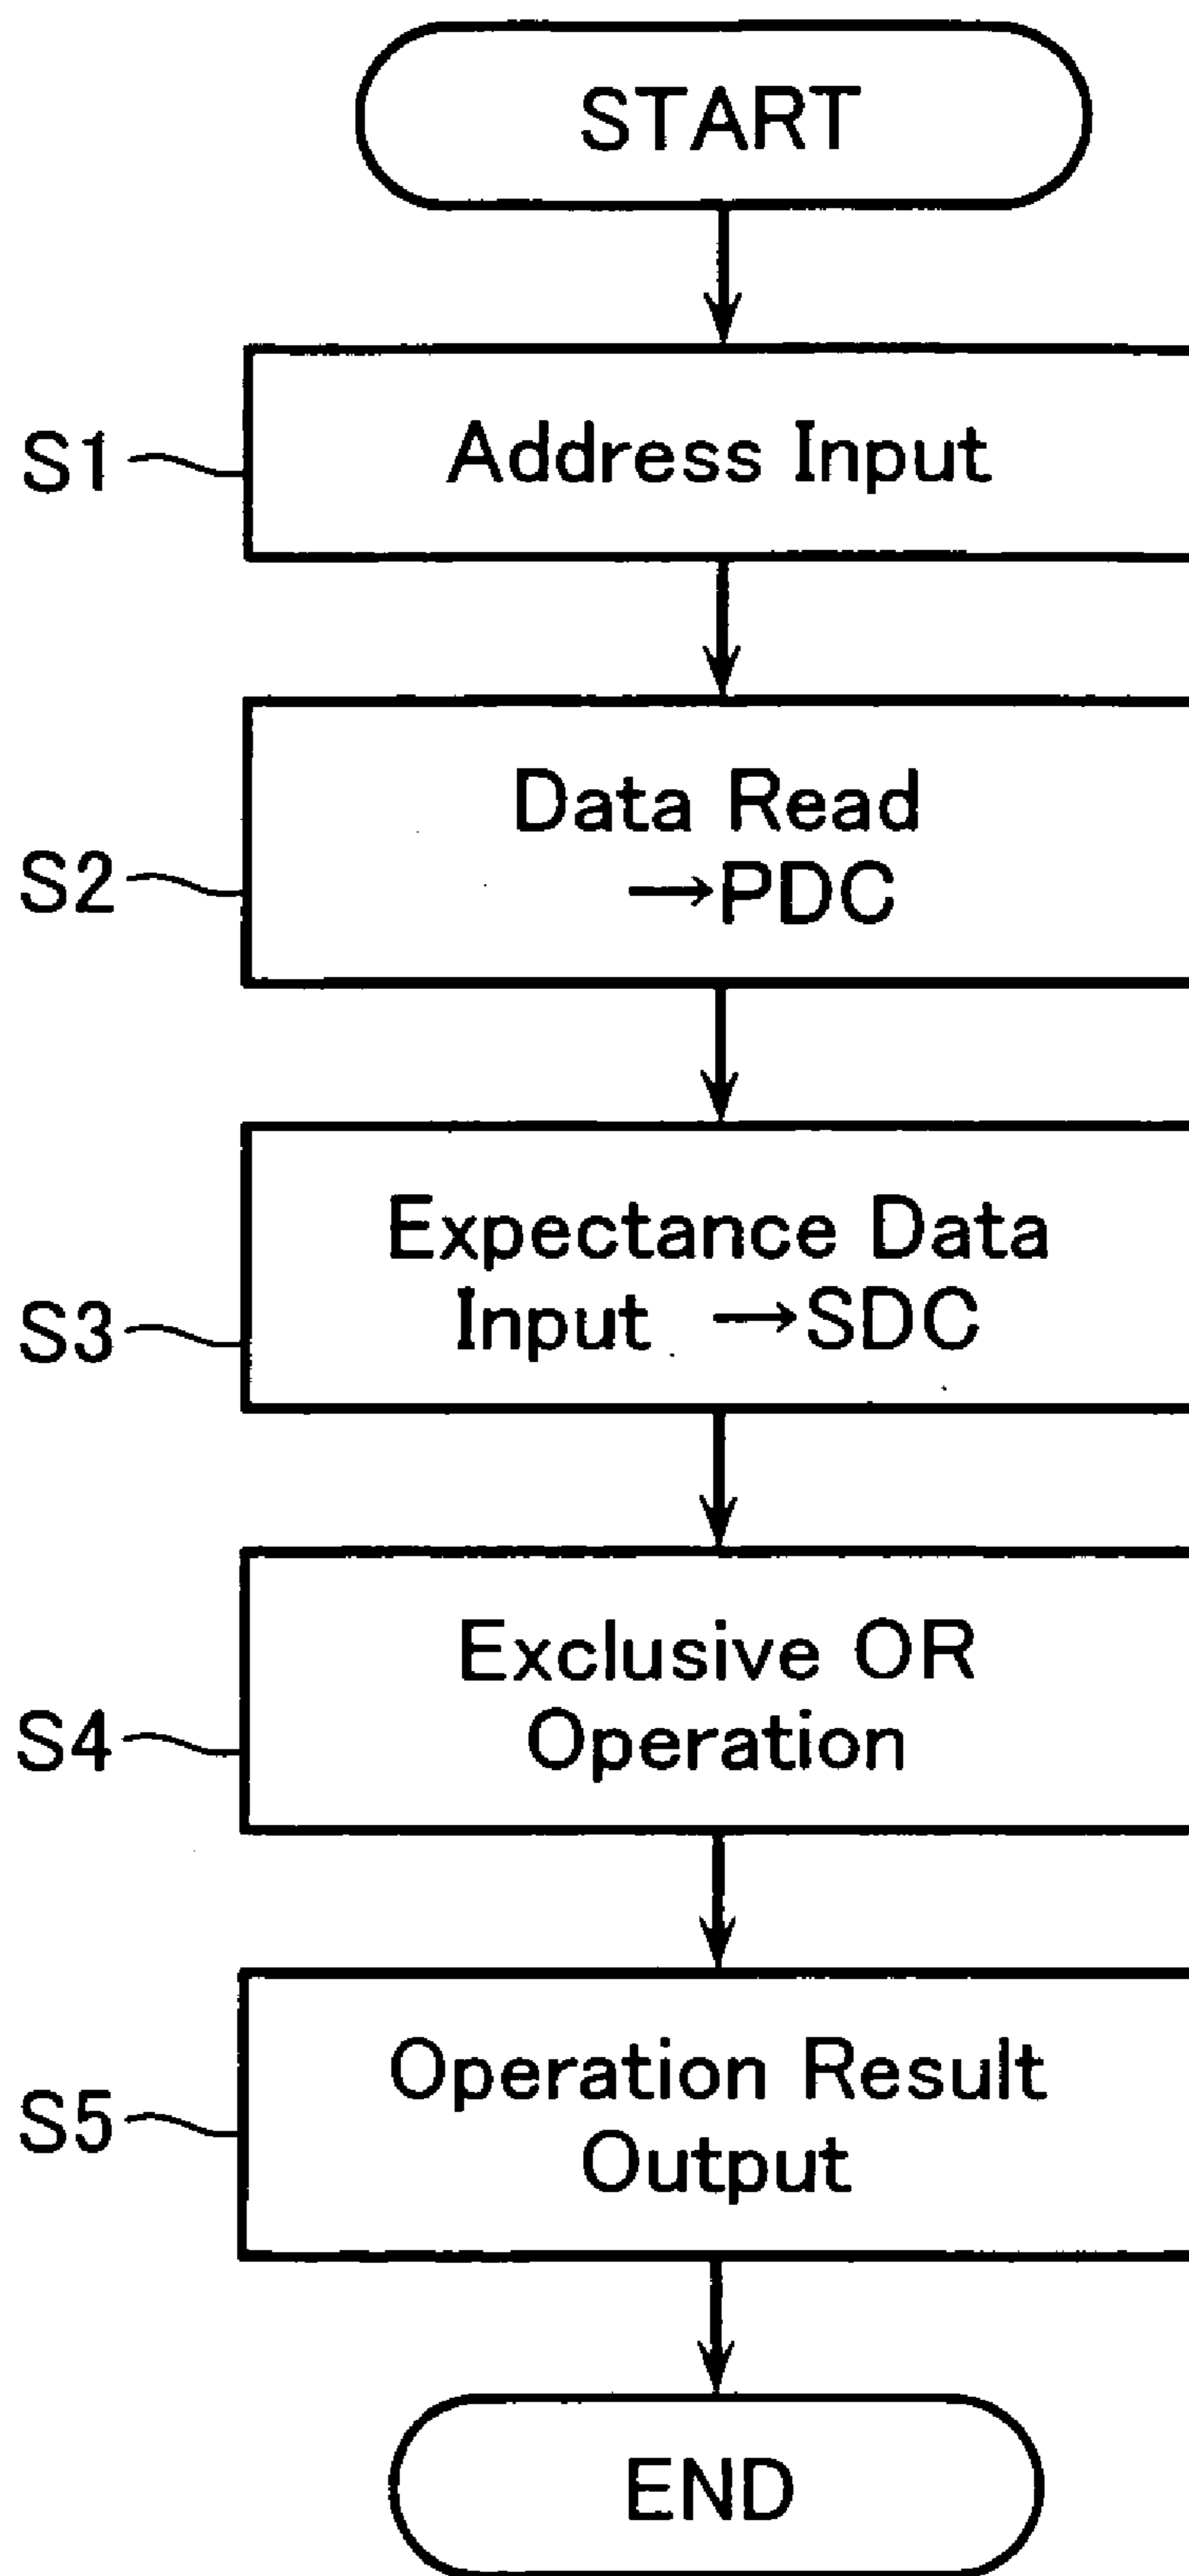 START
S1
Address Input
S2
Data Read
→PDC
S3
Expectance Data
Input →SDC
S4
Exclusive OR
Operation
S5
Operation Result
Output
END